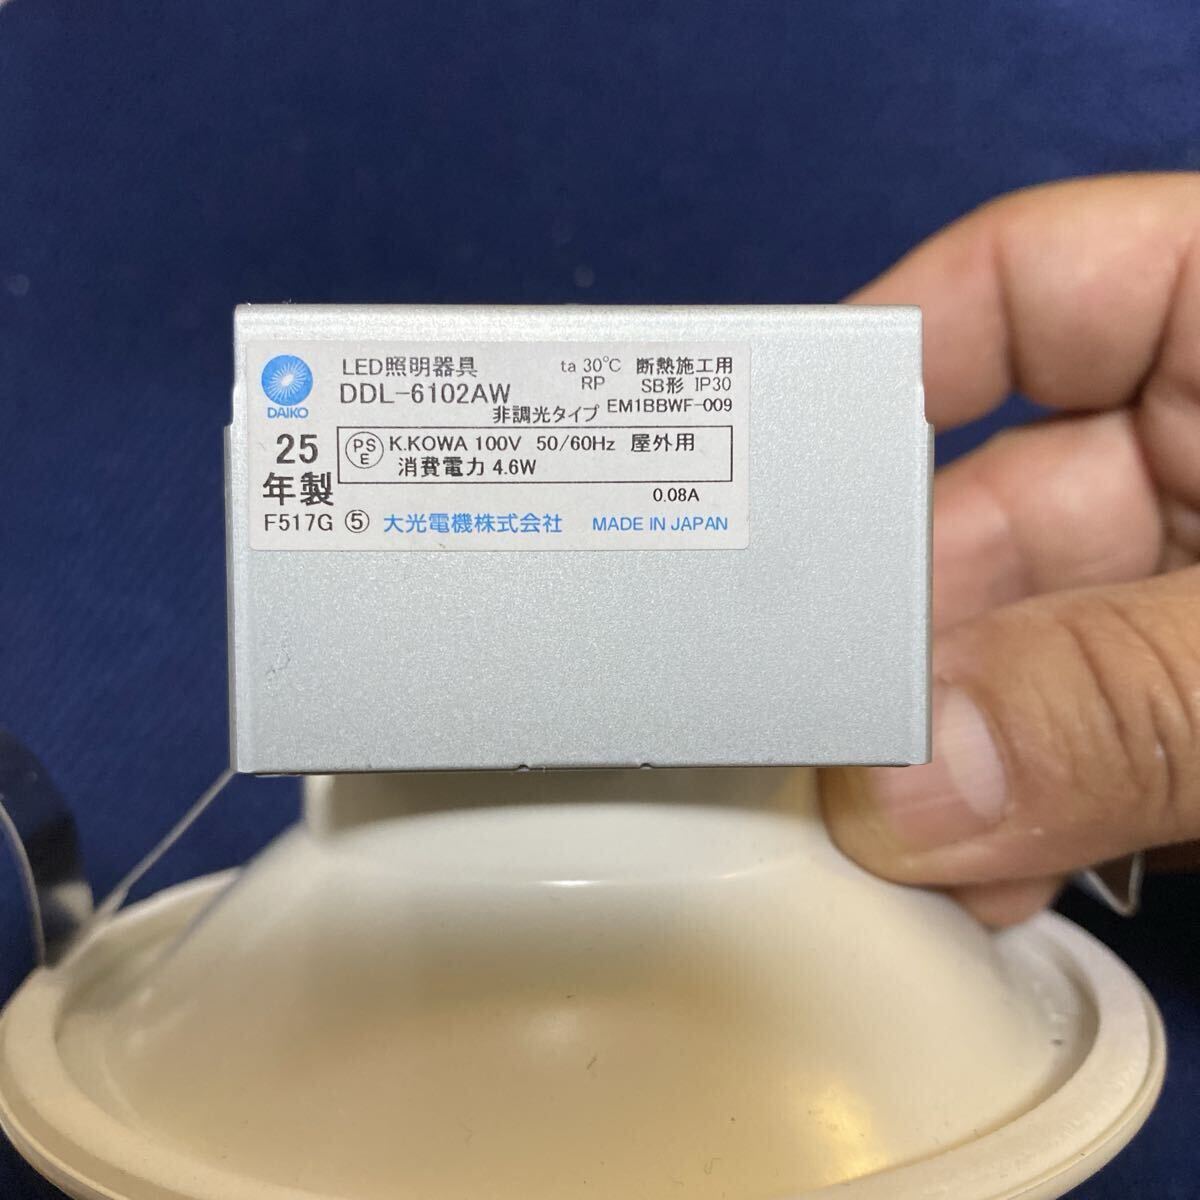 LED照明器具 ta 30℃ 断熱施工用
DDL-6102AW RP SB形 IP30
非調光タイプ EM1BBWF-009
DAIKO
25
年製
PS
E
K.KOWA 100V 50/60Hz 屋外用
消費電力 4.6W
0.08A
F517G ⑤ 大光電機株式会社 MADE IN JAPAN